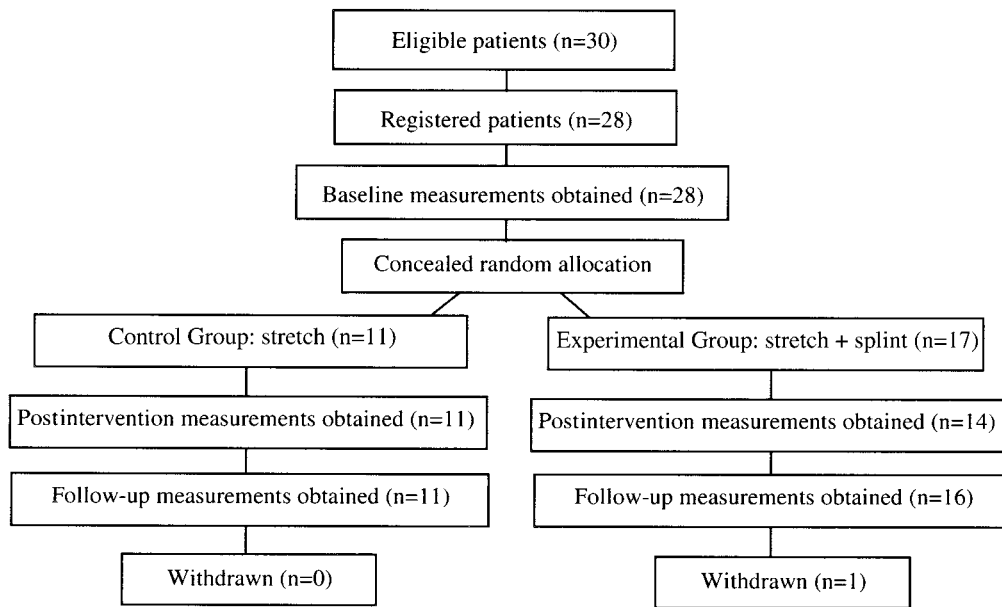 Eligible patients (n=30)
Registered patients (n=28)
Baseline measurements obtained (n=28)
Concealed random allocation
Control Group: stretch (n=11)
Experimental Group: stretch + splint (n=17)
Postintervention measurements obtained (n=11)
Postintervention measurements obtained (n=14)
Follow-up measurements obtained (n=11)
Follow-up measurements obtained (n=16)
Withdrawn (n=0)
Withdrawn (n=1)